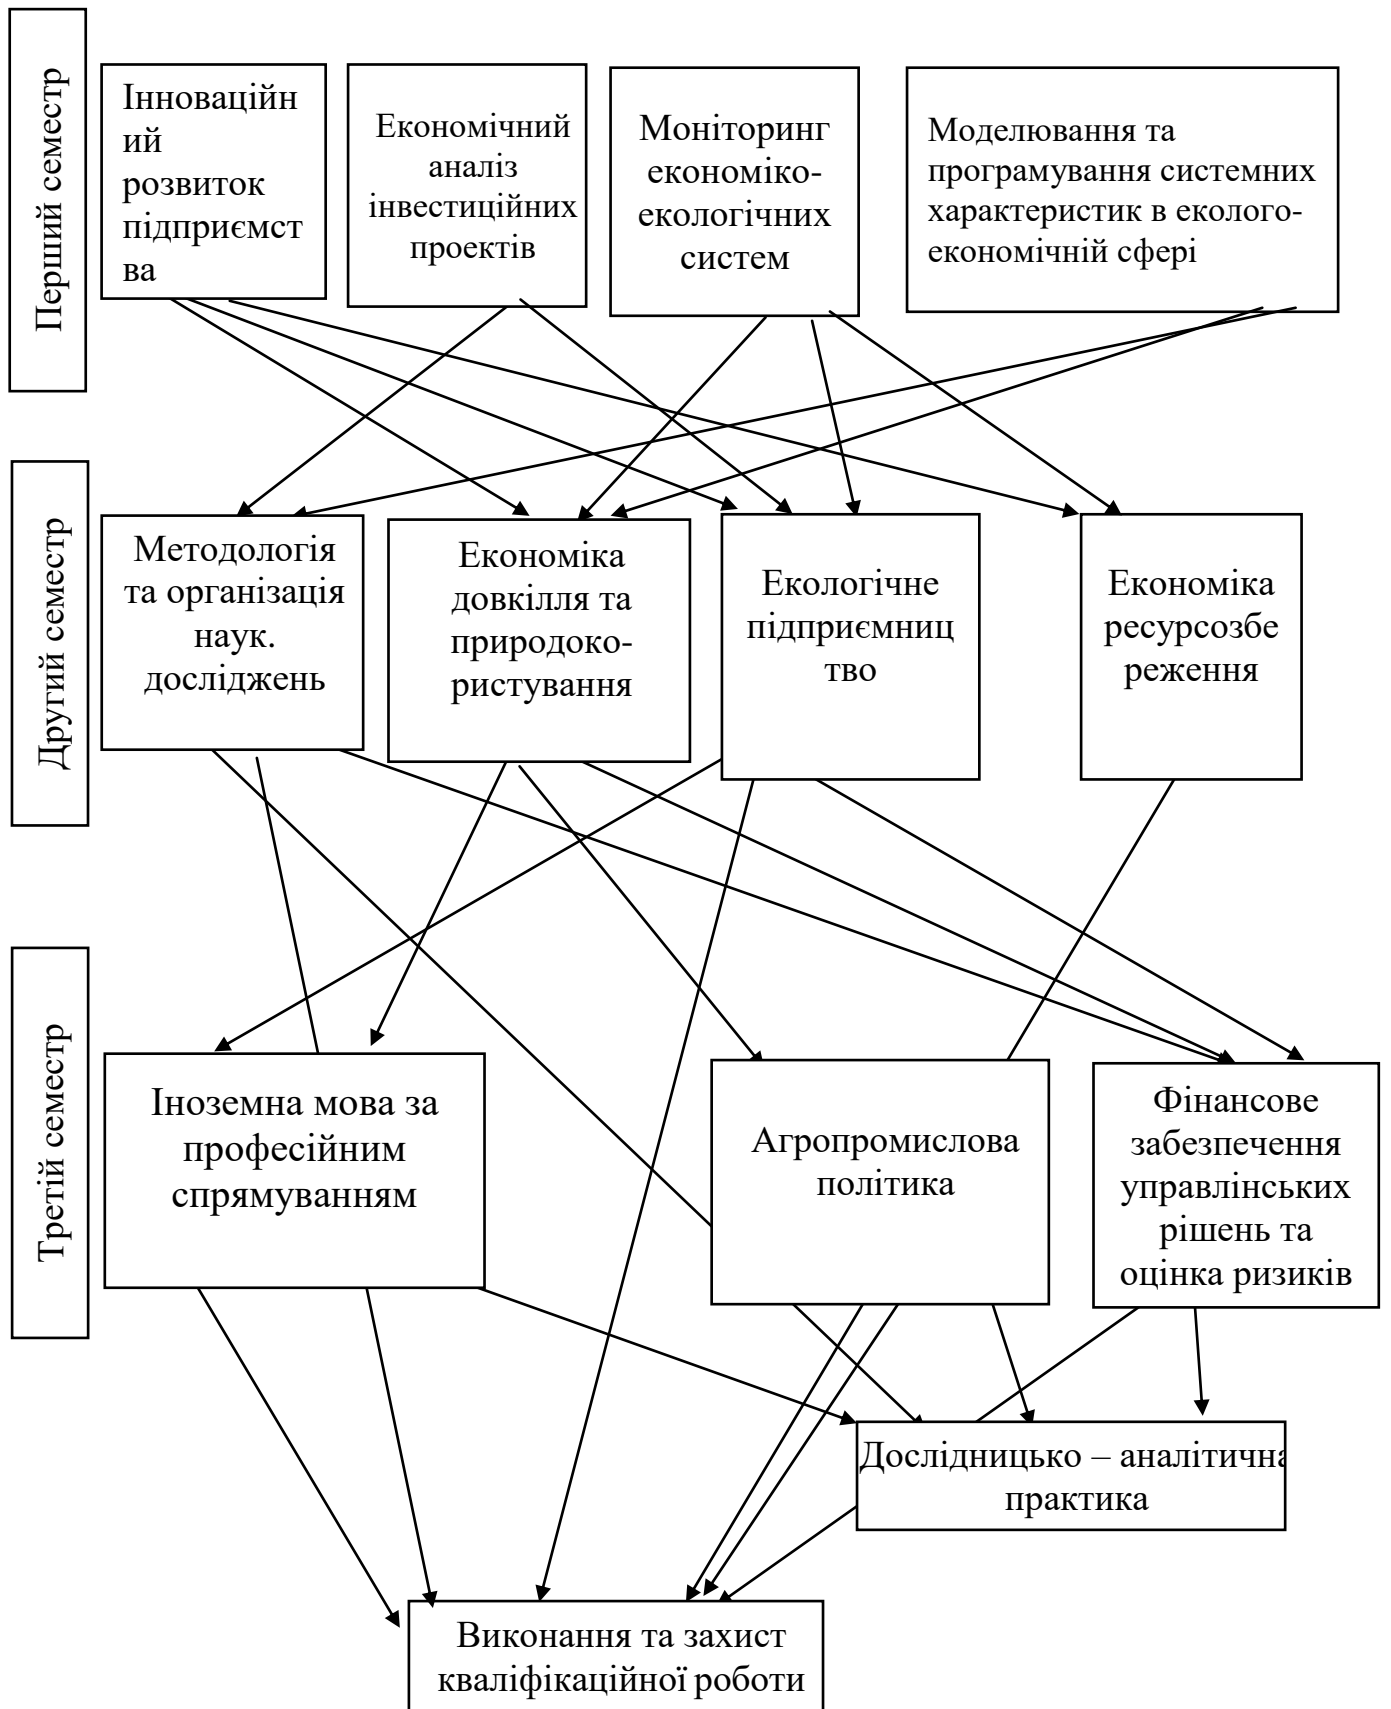 Перший семестр
Інноваційн
ий
розвиток
підприємст
ва
Економічний
аналіз
інвестиційних
проектів
Моніторинг
економіко-
екологічних
систем
Моделювання та
програмування системних
характеристик в еколого-
економічній сфері
Другий семестр
Методологія
та організація
наук.
досліджень
Економіка
довкілля та
природоко-
ристування
Екологічне
підприємниц
тво
Економіка
ресурсозбе
реження
Третій семестр
Іноземна мова за
професійним
спрямуванням
Агропромислова
політика
Фінансове
забезпечення
управлінських
рішень та
оцінка ризиків
Дослідницько – аналітична
практика
Виконання та захист
кваліфікаційної роботи